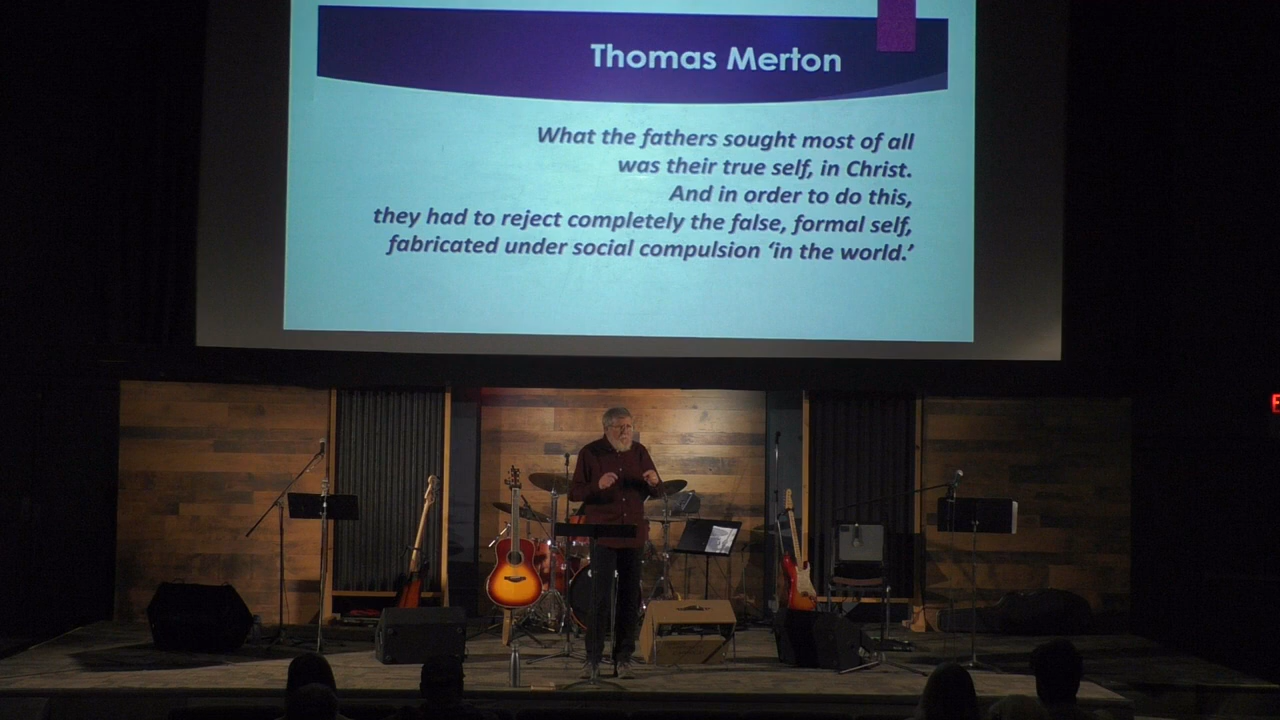 Thomas Merton
What the fathers sought most of all
was their true self, in Christ.
And in order to do this,
they had to reject completely the false, formal self,
fabricated under social compulsion ‘in the world.’